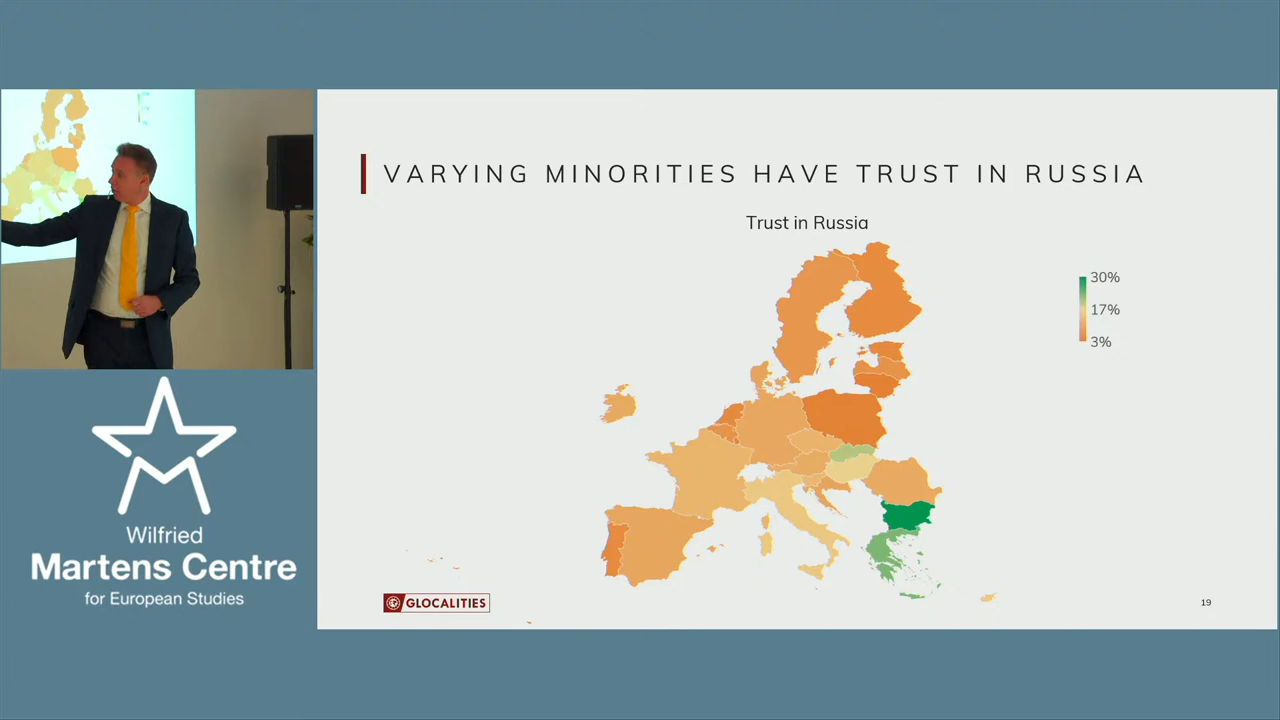 VARYING MINORITIES HAVE TRUST IN RUSSIA
Trust in Russia
30%
17%
3%
Wilfried
Martens Centre
for European Studies
GLOCALITIES
19